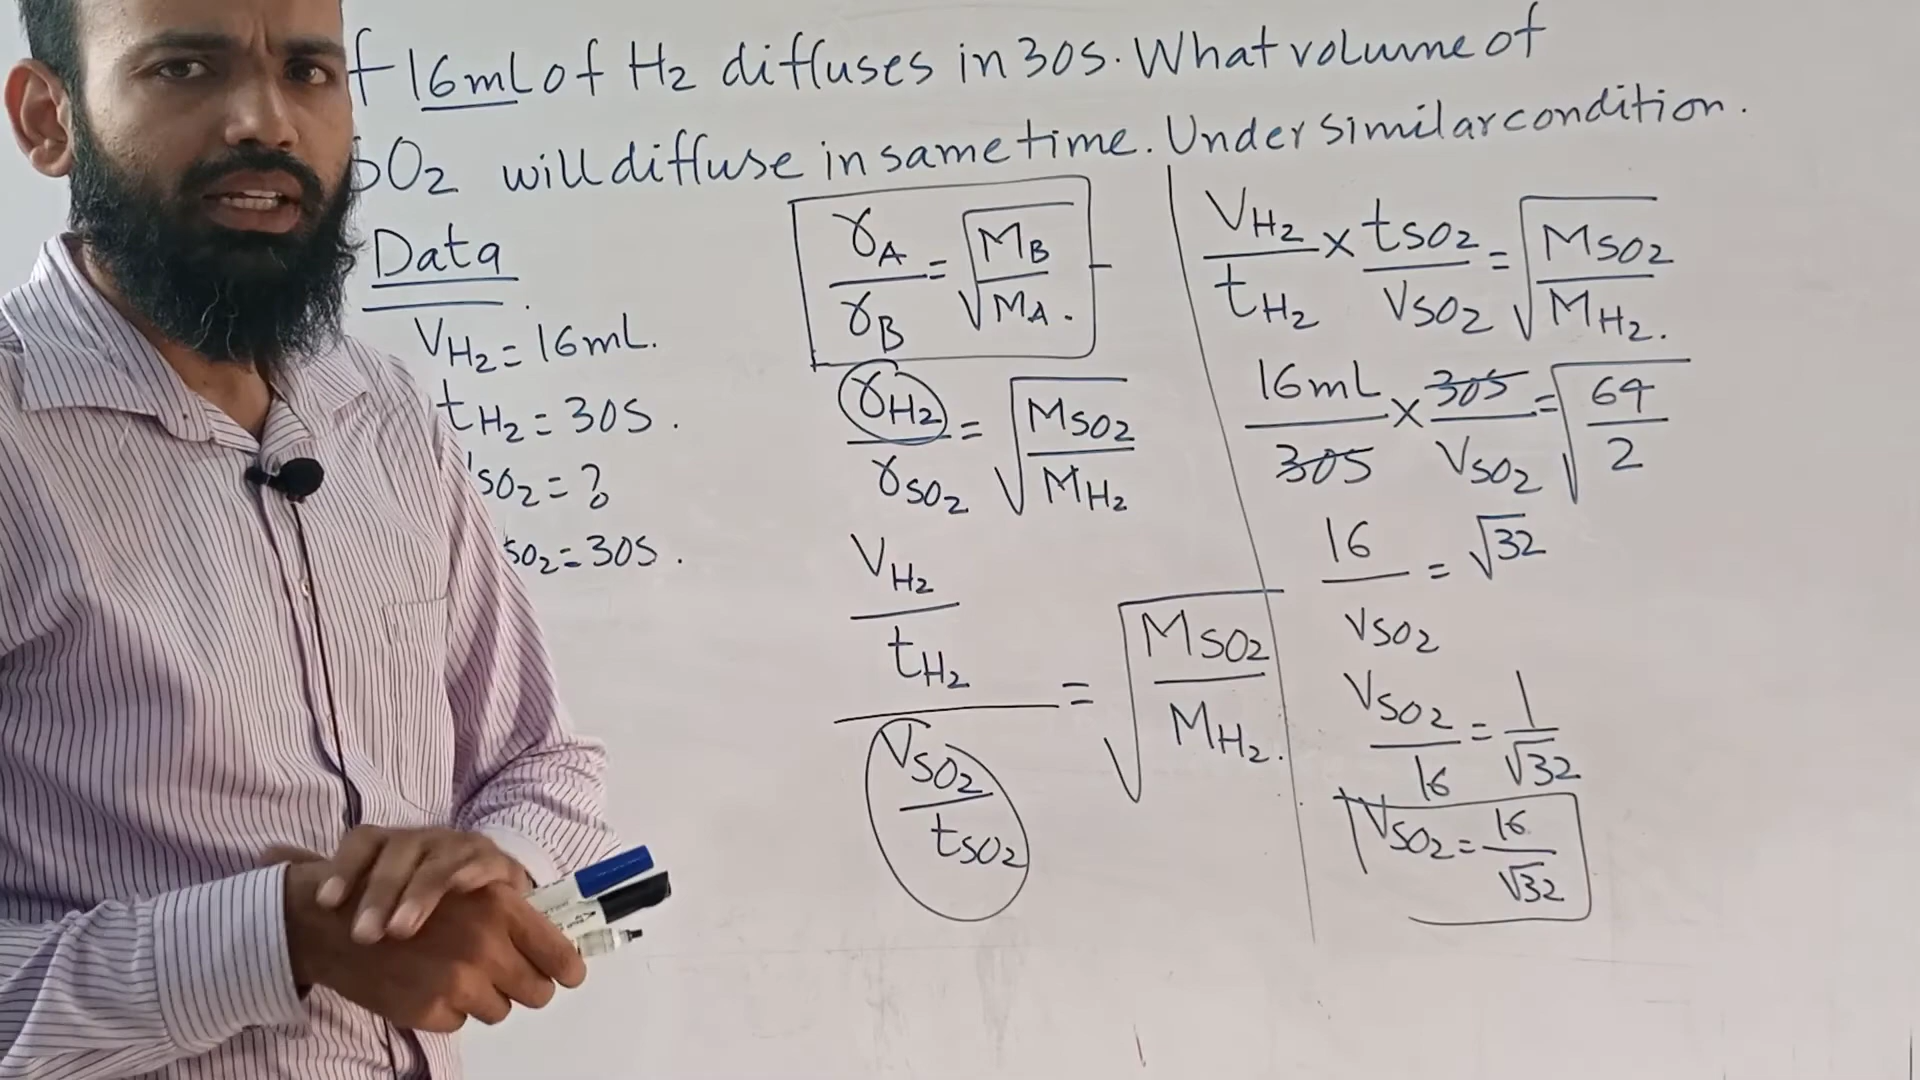 f 16mL of H2 diffuses in 30s. What volume of
SO2 will diffuse in same time. Under similar condition.
Data
VH2 = 16mL.
tH2 = 30s.
SO2 = ?
SO2 = 30s.
rA/rB = √(MB/MA.)
rH2/rSO2 = √(MSO2/MH2)
(VH2/tH2)/(VSO2/tSO2) = √(MSO2/MH2.)
VH2/tH2 × tSO2/VSO2 = √(MSO2/MH2.)
16mL/30s × 30s/VSO2 = √(64/2)
16/VSO2 = √32
VSO2/16 = 1/√32
VSO2 = 16/√32